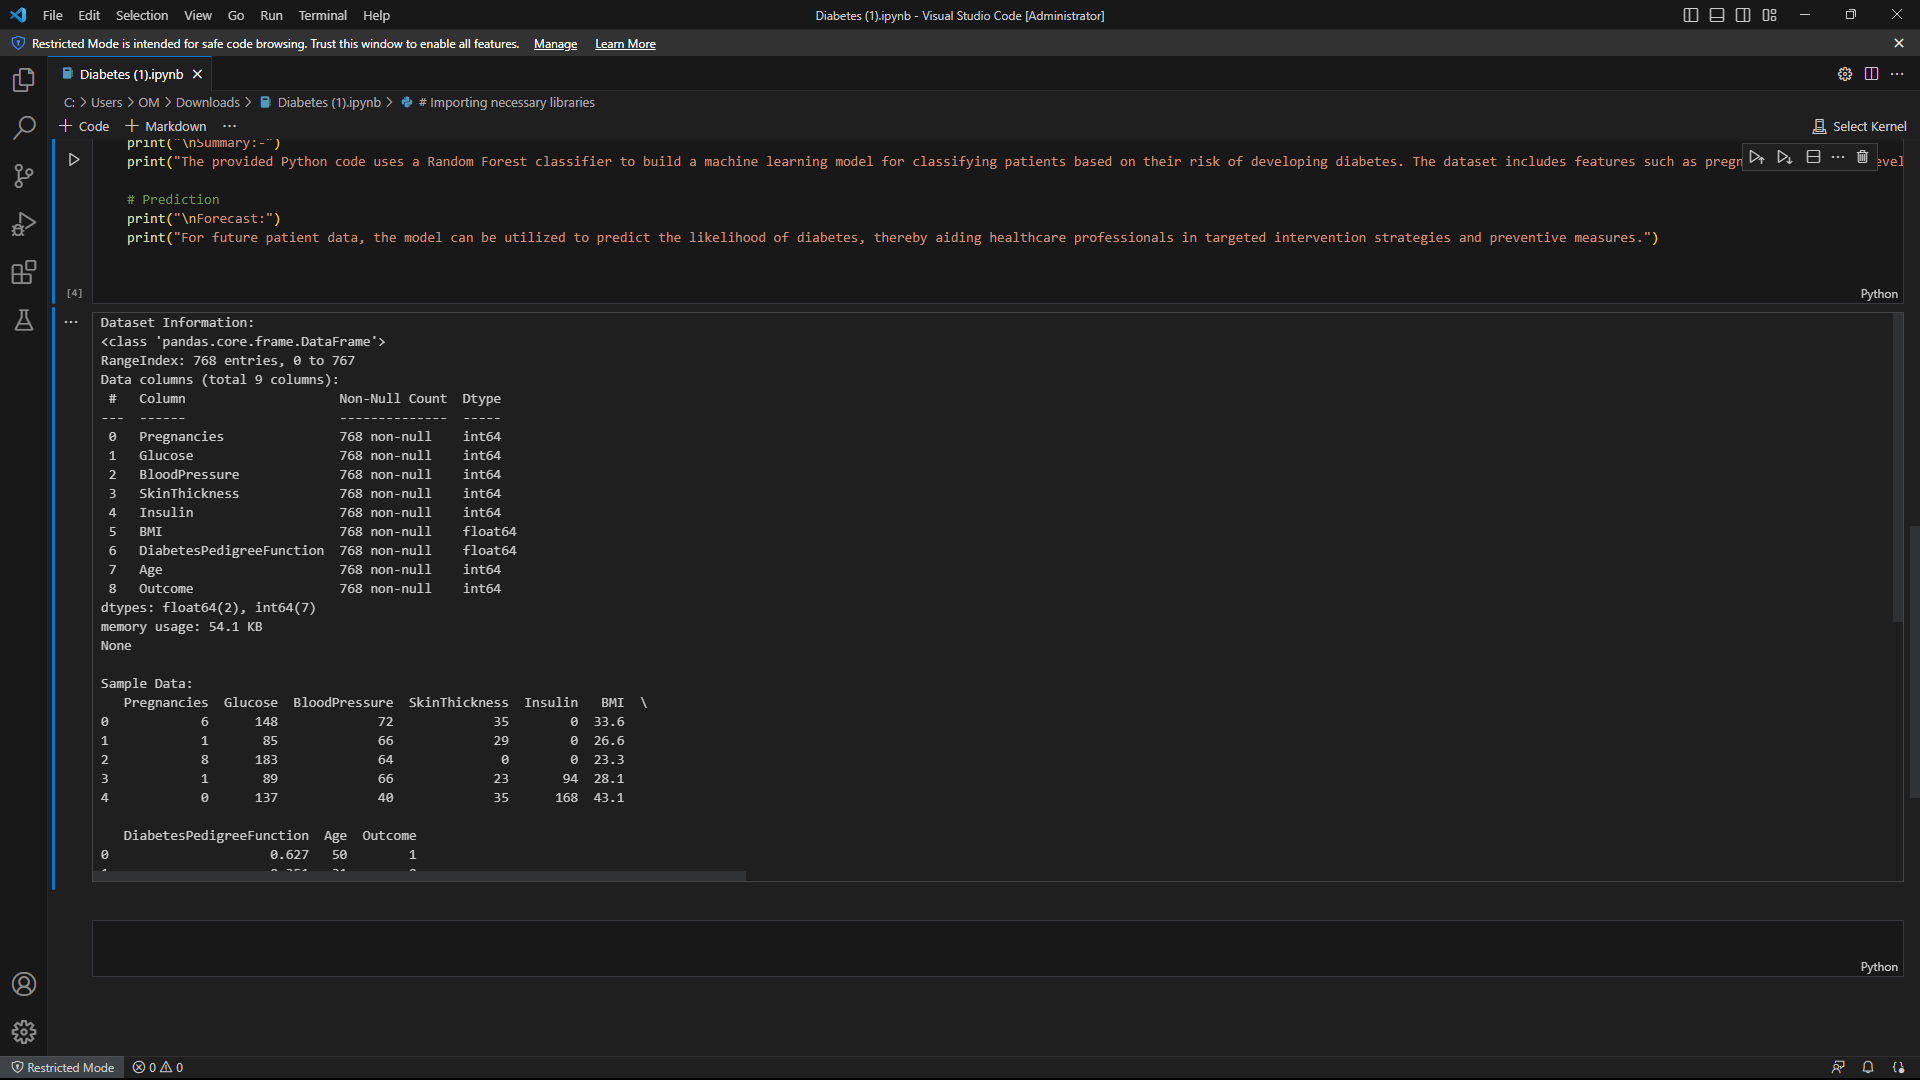 File Edit Selection View Go Run Terminal Help
Diabetes (1).ipynb - Visual Studio Code [Administrator]
Restricted Mode is intended for safe code browsing. Trust this window to enable all features. Manage Learn More
Diabetes (1).ipynb
C: > Users > OM > Downloads > Diabetes (1).ipynb > # Importing necessary libraries
+ Code + Markdown ...
Select Kernel
print("\nSummary:-")
print("The provided Python code uses a Random Forest classifier to build a machine learning model for classifying patients based on their risk of developing diabetes. The dataset includes features such as
# Prediction
print("\nForecast:")
print("For future patient data, the model can be utilized to predict the likelihood of diabetes, thereby aiding healthcare professionals in targeted intervention strategies and preventive measures.")
[4]
Python
Dataset Information:
<class 'pandas.core.frame.DataFrame'>
RangeIndex: 768 entries, 0 to 767
Data columns (total 9 columns):
 #   Column                    Non-Null Count  Dtype
---  ------                    --------------  -----
 0   Pregnancies               768 non-null    int64
 1   Glucose                   768 non-null    int64
 2   BloodPressure             768 non-null    int64
 3   SkinThickness             768 non-null    int64
 4   Insulin                   768 non-null    int64
 5   BMI                       768 non-null    float64
 6   DiabetesPedigreeFunction  768 non-null    float64
 7   Age                       768 non-null    int64
 8   Outcome                   768 non-null    int64
dtypes: float64(2), int64(7)
memory usage: 54.1 KB
None
Sample Data:
   Pregnancies  Glucose  BloodPressure  SkinThickness  Insulin   BMI  \
0            6      148             72             35        0  33.6
1            1       85             66             29        0  26.6
2            8      183             64              0        0  23.3
3            1       89             66             23       94  28.1
4            0      137             40             35      168  43.1
   DiabetesPedigreeFunction  Age  Outcome
0                     0.627   50        1
Python
Restricted Mode 0 0